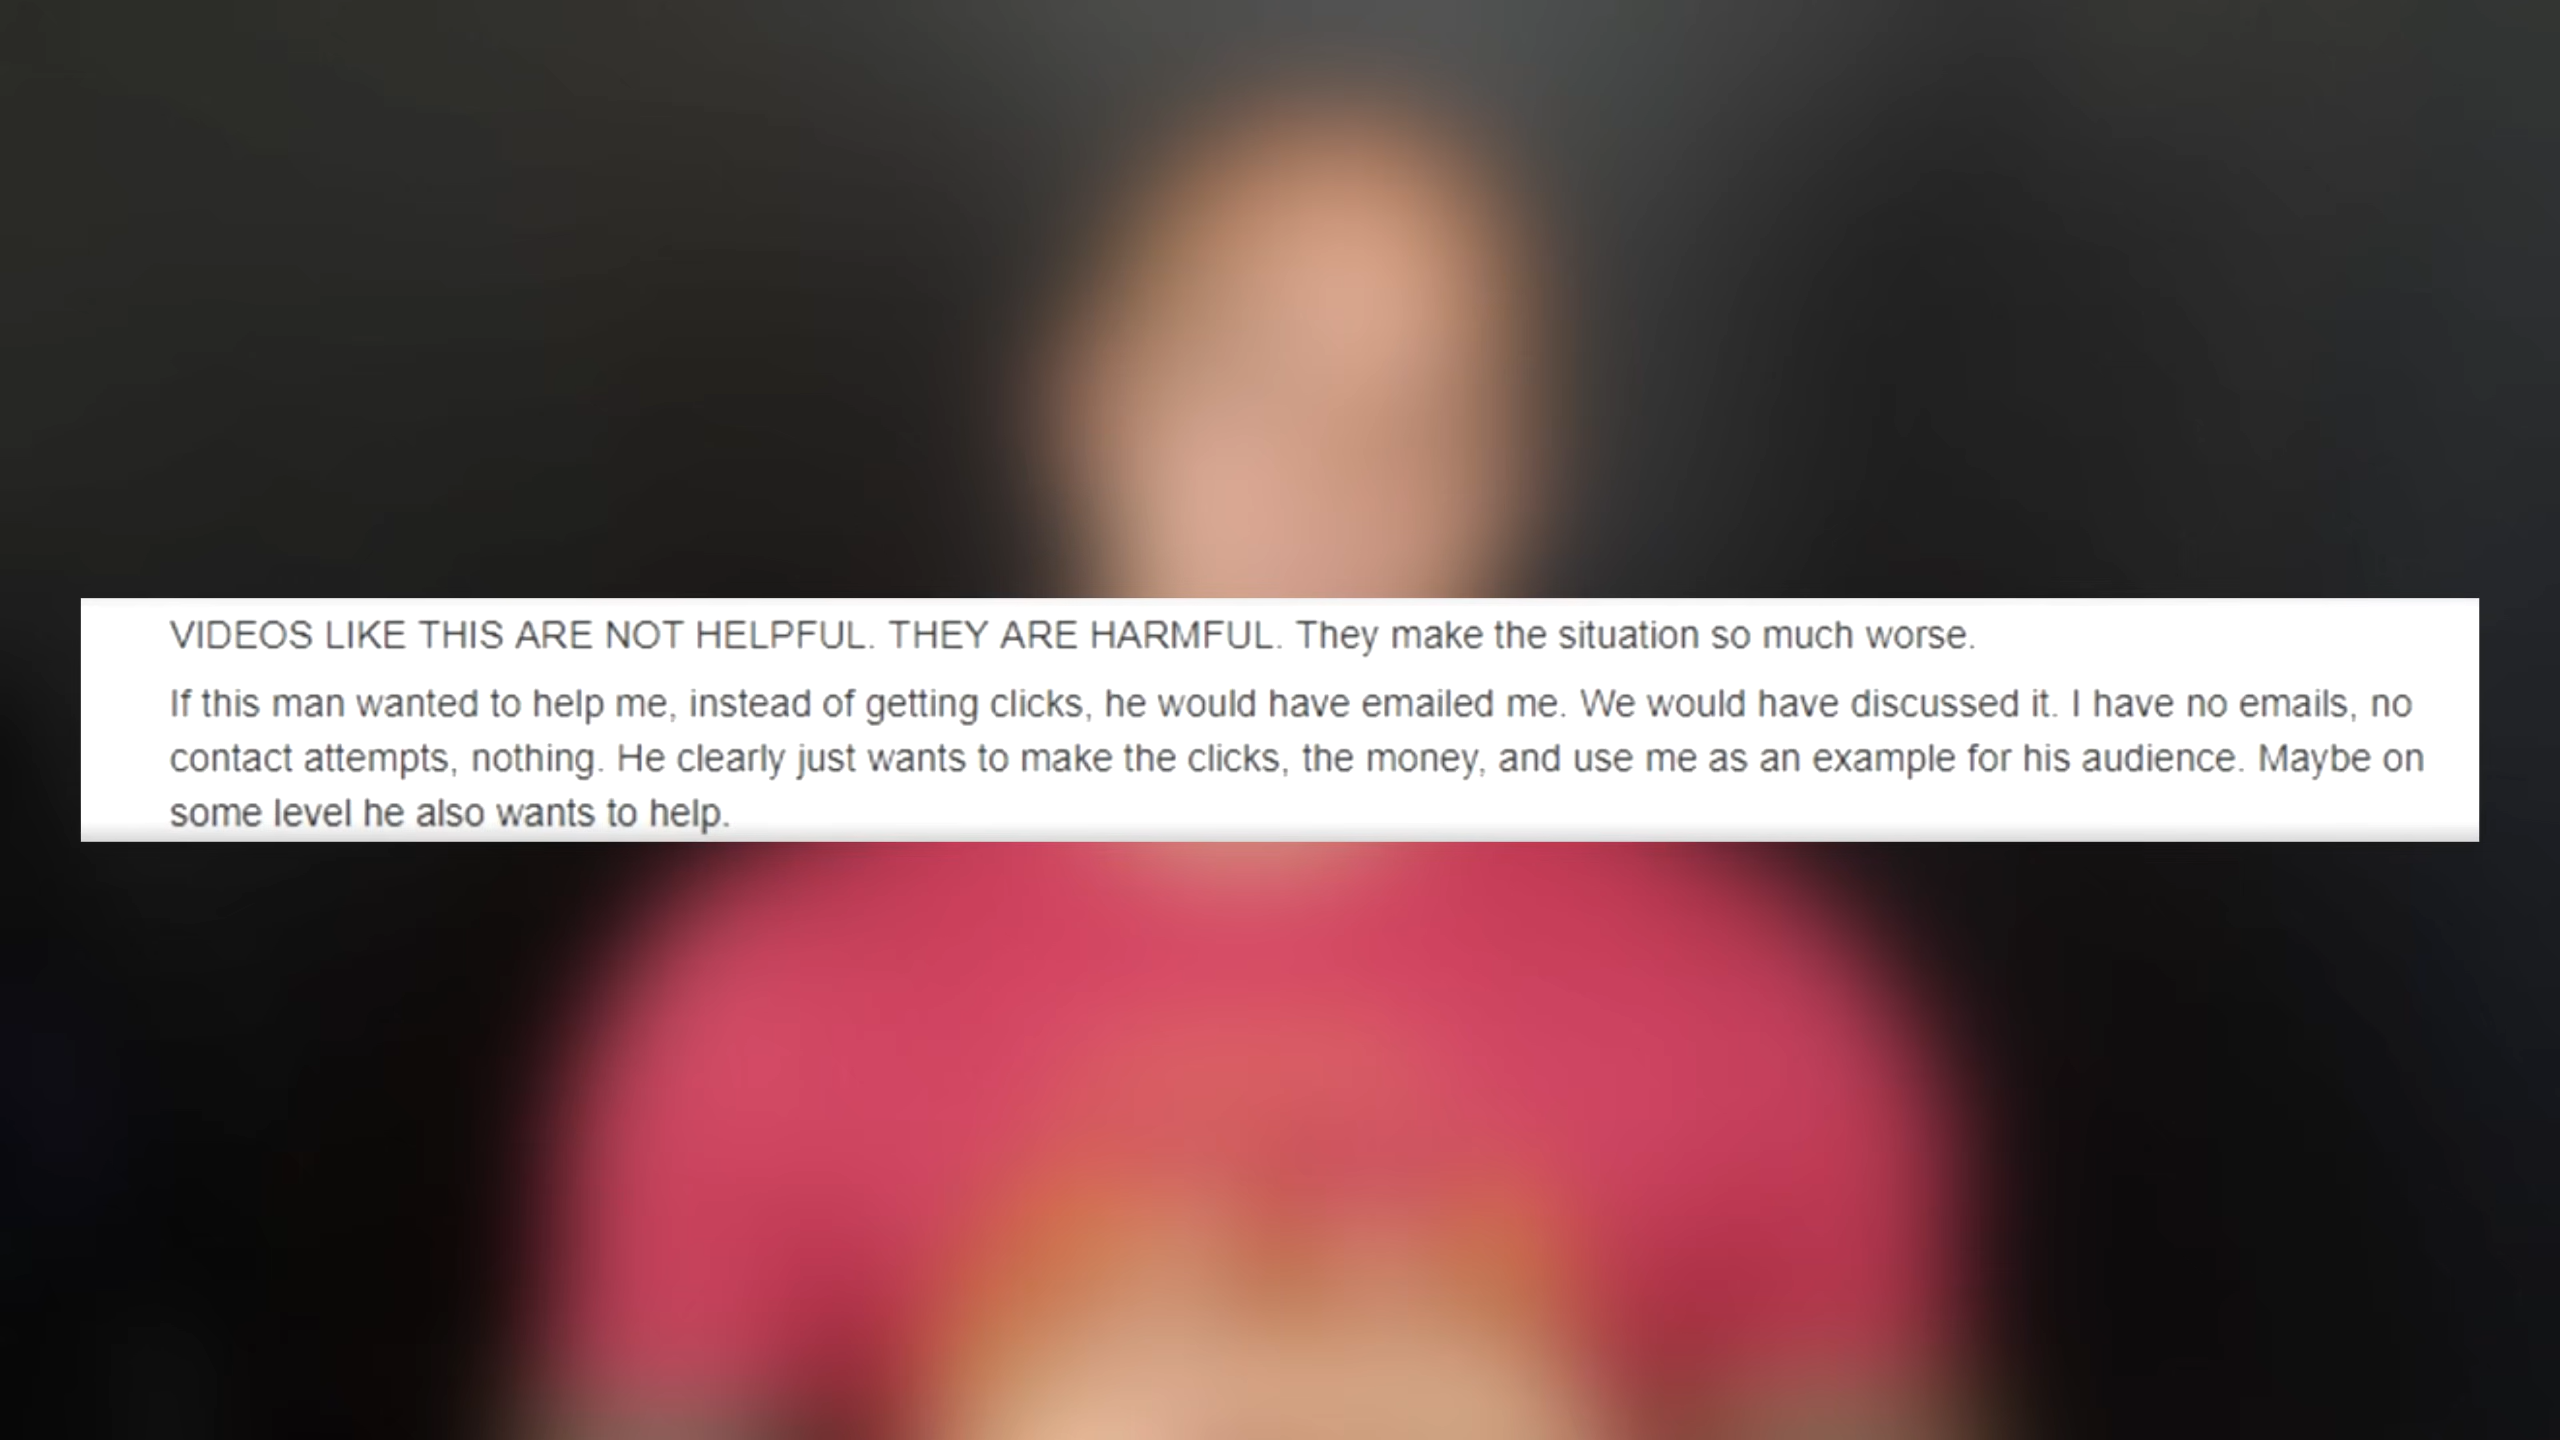 VIDEOS LIKE THIS ARE NOT HELPFUL. THEY ARE HARMFUL. They make the situation so much worse.
If this man wanted to help me, instead of getting clicks, he would have emailed me. We would have discussed it. I have no emails, no
contact attempts, nothing. He clearly just wants to make the clicks, the money, and use me as an example for his audience. Maybe on
some level he also wants to help.